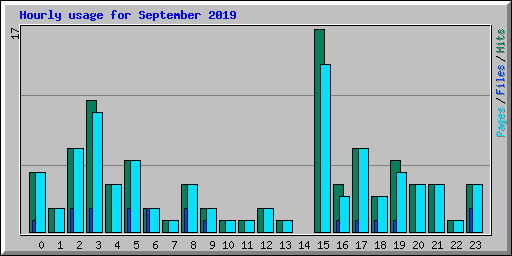 Hourly usage for September 2019
17
Pages/Files/Hits
0 1 2 3 4 5 6 7 8 9 10 11 12 13 14 15 16 17 18 19 20 21 22 23